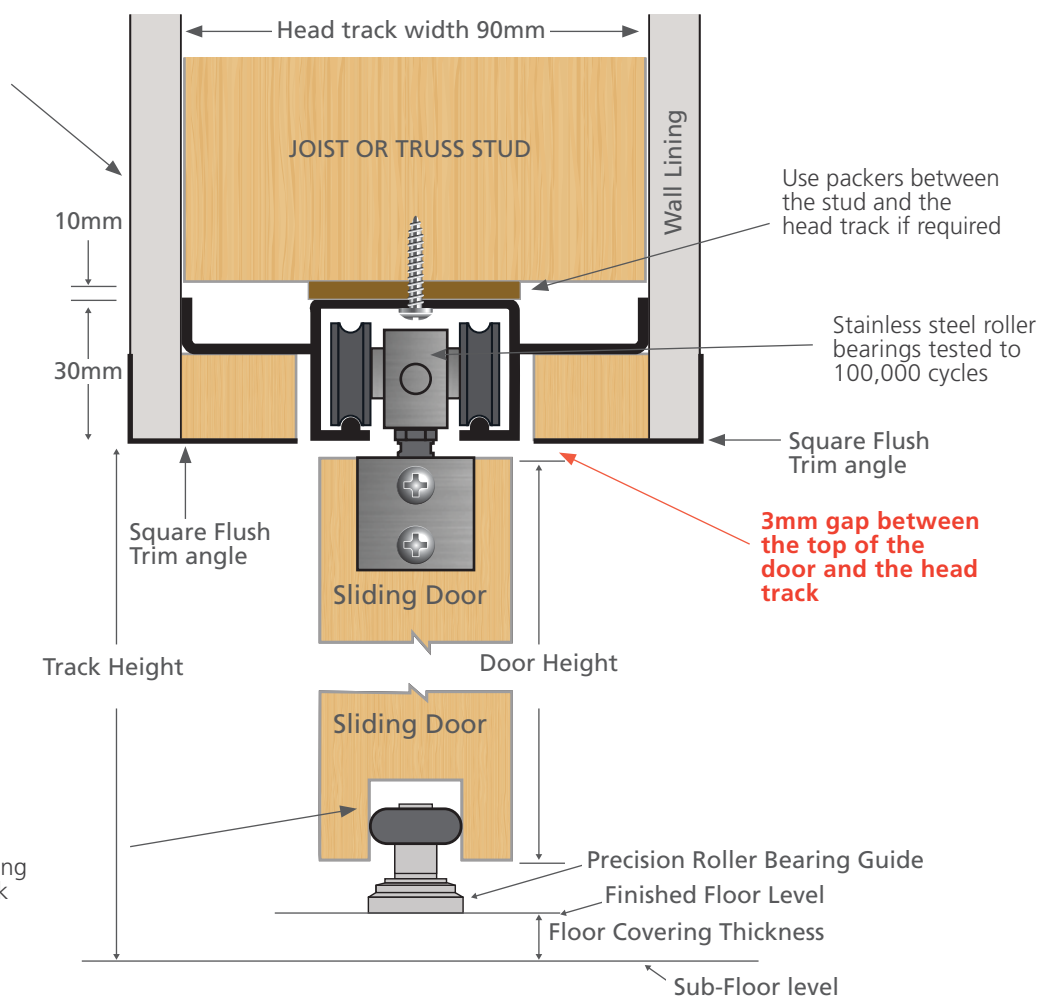 Head track width 90mm
JOIST OR TRUSS STUD
Wall Lining
10mm
30mm
Use packers between
the stud and the
head track if required
Stainless steel roller
bearings tested to
100,000 cycles
Square Flush
Trim angle
Square Flush
Trim angle
3mm gap between
the top of the
door and the head
track
Sliding Door
Track Height
Door Height
Sliding Door
Precision Roller Bearing Guide
Finished Floor Level
Floor Covering Thickness
Sub-Floor level